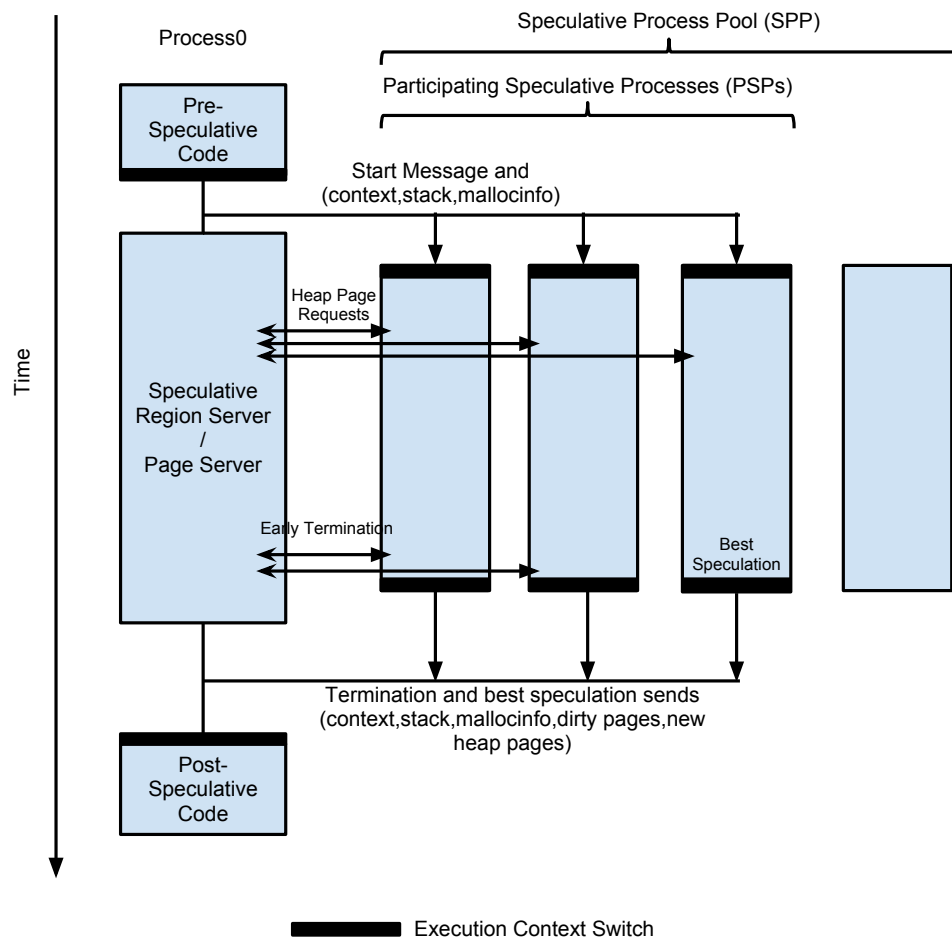 Speculative Process Pool (SPP)
Process0
Participating Speculative Processes (PSPs)
Pre-
Speculative
Code
Start Message and
(context,stack,mallocinfo)
Heap Page
Requests
Time
Speculative
Region Server
/
Page Server
Early Termination
Best
Speculation
Termination and best speculation sends
(context,stack,mallocinfo,dirty pages,new
heap pages)
Post-
Speculative
Code
Execution Context Switch